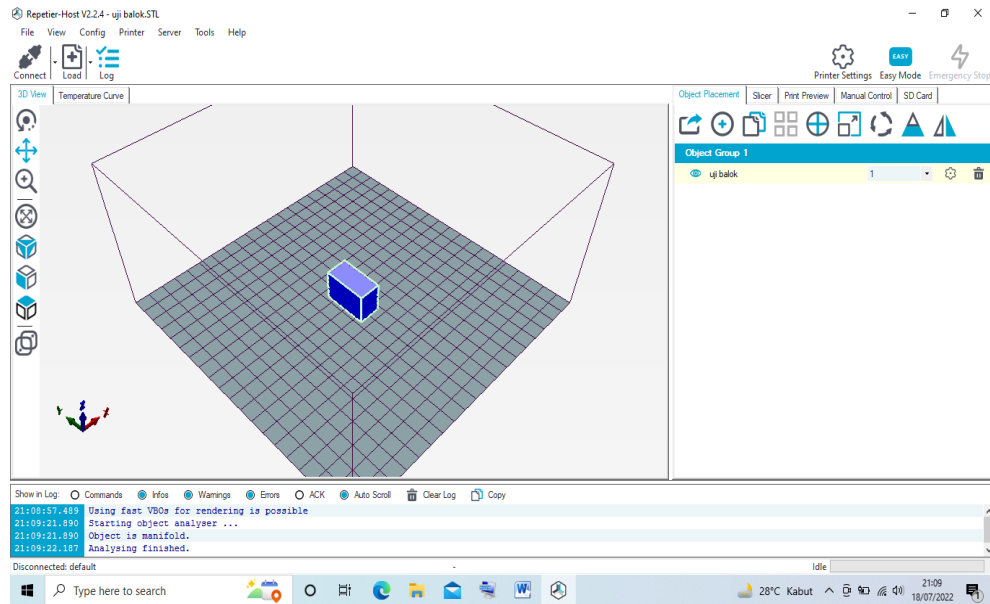 Repetier-Host V2.2.4 - uji balok.STL
File View Config Printer Server Tools Help
Connect Load Log Printer Settings Easy Mode Emergency Stop
EASY
3D View Temperature Curve
Object Placement Slicer Print Preview Manual Control SD Card
Object Group 1
uji balok 1
Show in Log: Commands Infos Warnings Errors ACK Auto Scroll Clear Log Copy
21:08:57.489 Using fast VBOs for rendering is possible
21:09:21.890 Starting object analyser ...
21:09:21.890 Object is manifold.
21:09:22.187 Analysing finished.
Disconnected: default - Idle
Type here to search
28°C Kabut
21:09
18/07/2022
1